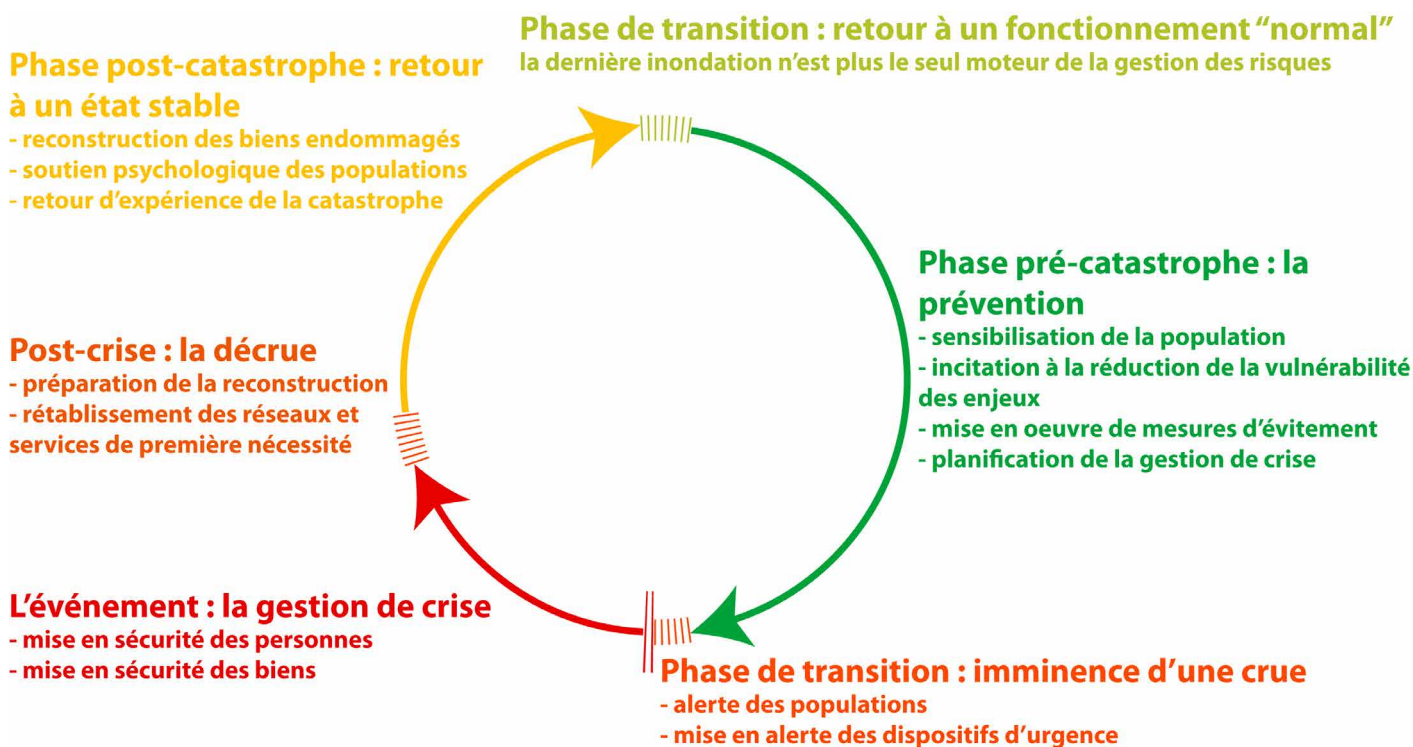 Phase de transition : retour à un fonctionnement “normal”
la dernière inondation n’est plus le seul moteur de la gestion des risques
Phase post-catastrophe : retour
à un état stable
- reconstruction des biens endommagés
- soutien psychologique des populations
- retour d’expérience de la catastrophe
Phase pré-catastrophe : la
prévention
- sensibilisation de la population
- incitation à la réduction de la vulnérabilité
des enjeux
- mise en oeuvre de mesures d’évitement
- planification de la gestion de crise
Post-crise : la décrue
- préparation de la reconstruction
- rétablissement des réseaux et
services de première nécessité
L’événement : la gestion de crise
- mise en sécurité des personnes
- mise en sécurité des biens
Phase de transition : imminence d’une crue
- alerte des populations
- mise en alerte des dispositifs d’urgence